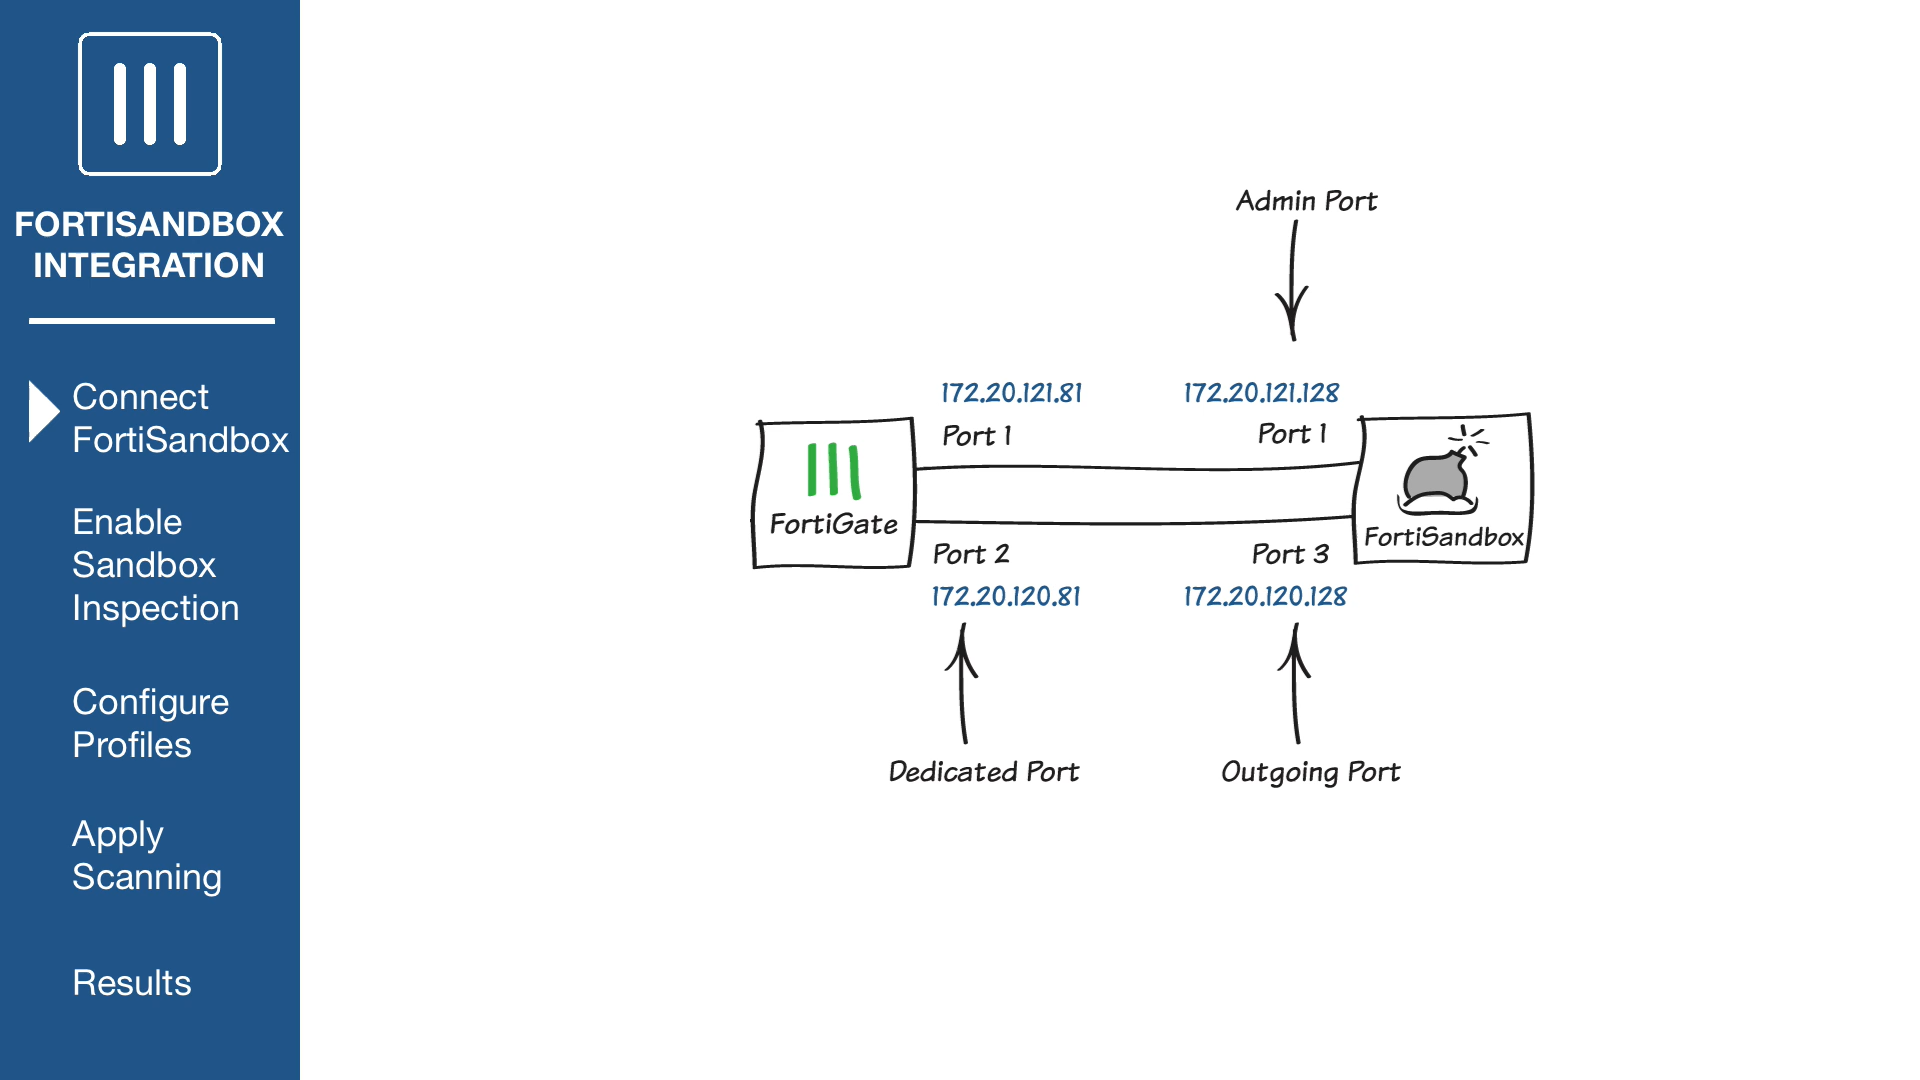 FORTISANDBOX
INTEGRATION
Connect
FortiSandbox
Enable
Sandbox
Inspection
Configure
Profiles
Apply
Scanning
Results
Admin Port
172.20.121.81
172.20.121.128
Port 1
Port 1
FortiGate
FortiSandbox
Port 2
Port 3
172.20.120.81
172.20.120.128
Dedicated Port
Outgoing Port